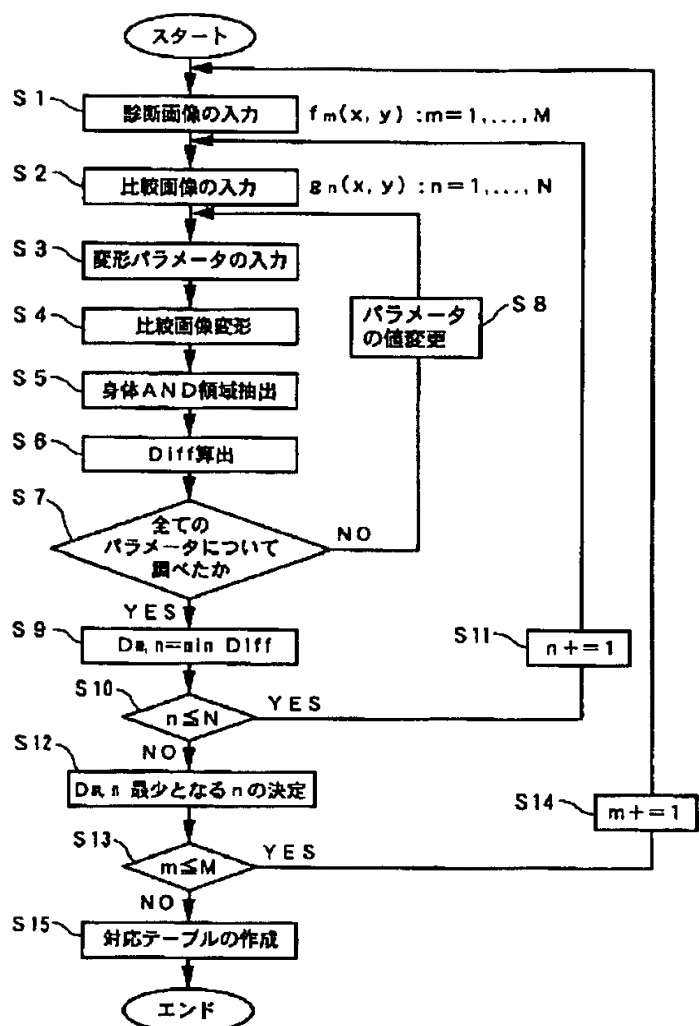 スタート
S1
診断画像の入力
fm(x, y) : m=1, ..., M
S2
比較画像の入力
gn(x, y) : n=1, ..., N
S3
変形パラメータの入力
S4
比較画像変形
S8
パラメータ
の値変更
S5
身体AND領域抽出
S6
Diff算出
S7
全ての
パラメータについて
調べたか
NO
YES
S9
Dm,n=min Diff
S11
n+=1
S10
n≦N
YES
NO
S12
Dm,n 最少となるnの決定
S14
m+=1
S13
m≦M
YES
NO
S15
対応テーブルの作成
エンド